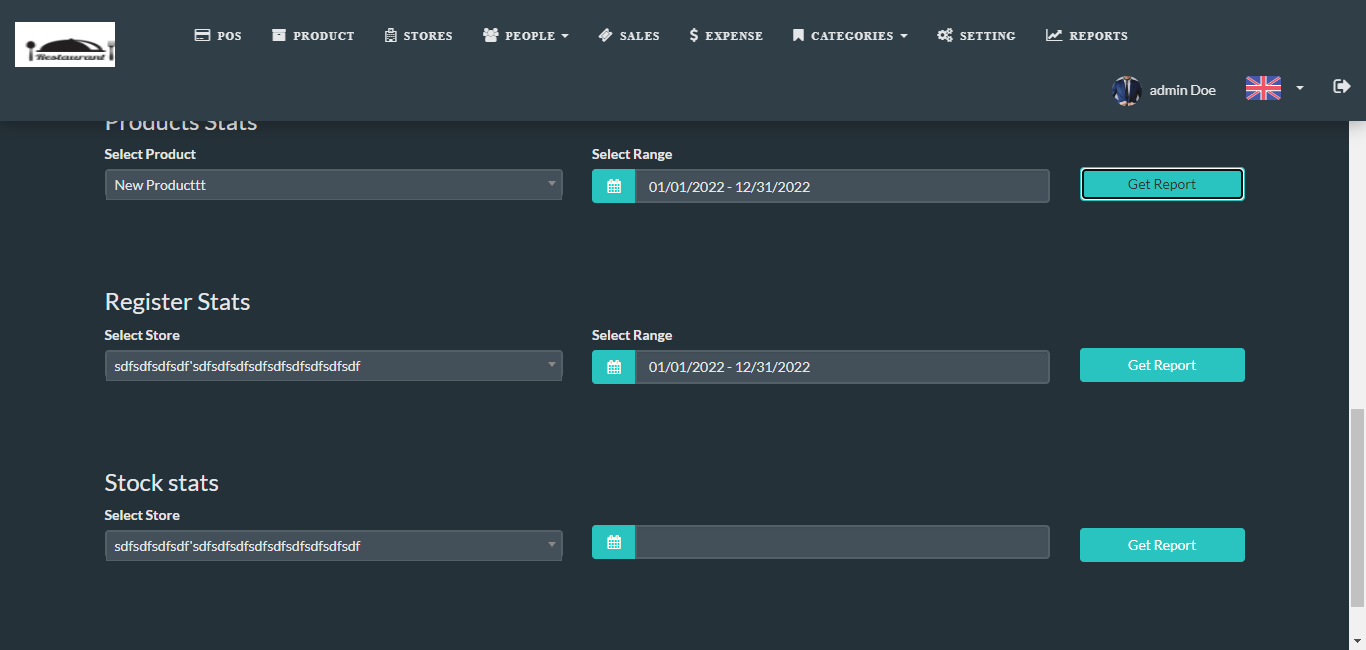 Restaurant
POS
PRODUCT
STORES
PEOPLE
SALES
$ EXPENSE
CATEGORIES
SETTING
REPORTS
admin Doe
Products Stats
Select Product
Select Range
New Producttt
01/01/2022 - 12/31/2022
Get Report
Register Stats
Select Store
Select Range
sdfsdfsdfsdf'sdfsdfsdfsdfsdfsdfsdfsdfsdf
01/01/2022 - 12/31/2022
Get Report
Stock stats
Select Store
sdfsdfsdfsdf'sdfsdfsdfsdfsdfsdfsdfsdfsdf
Get Report